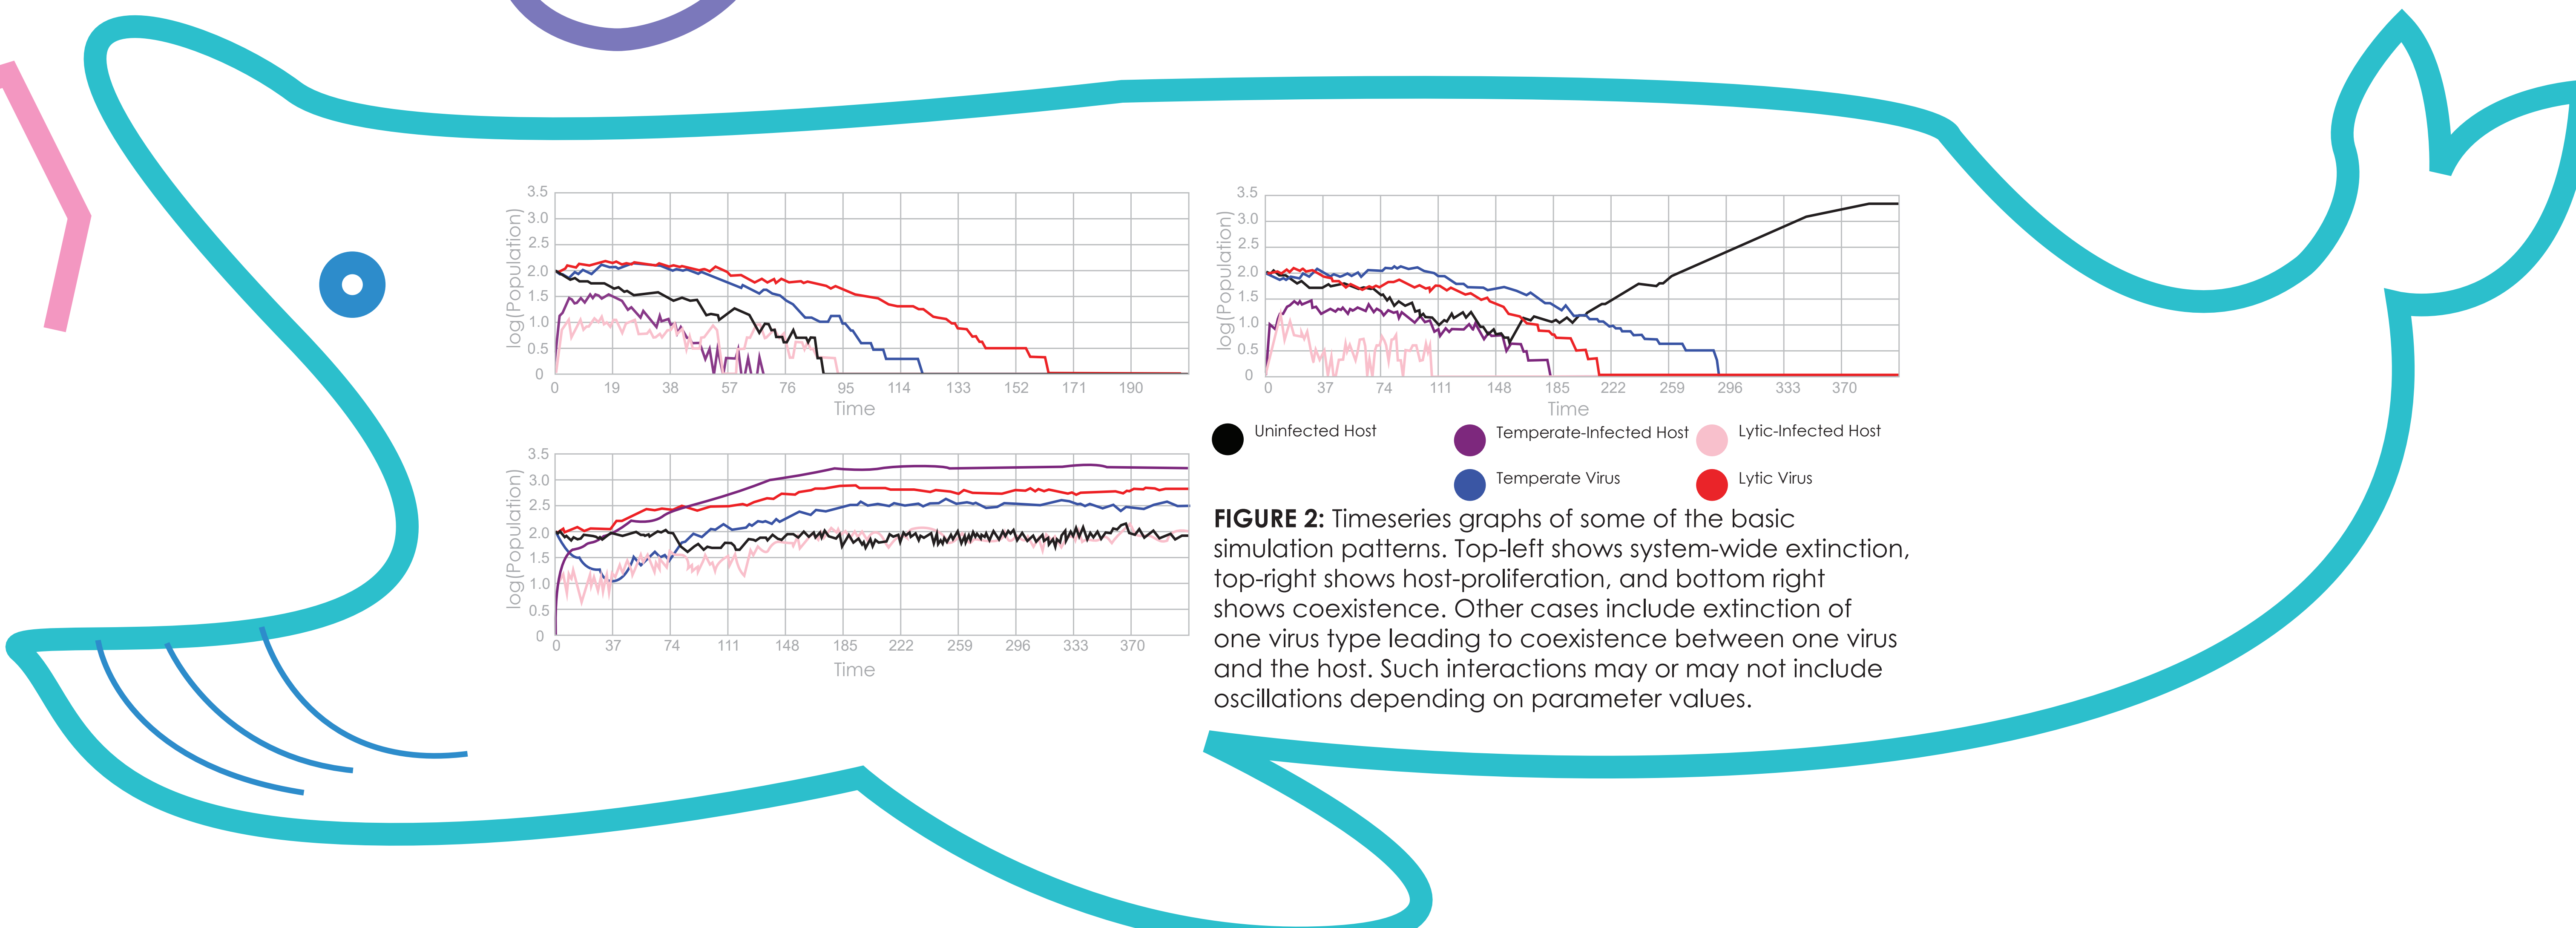 3.5
3.0
2.5
2.0
1.5
1.0
0.5
0
log(Population)
0 19 38 57 76 95 114 133 152 171 190
Time
3.5
3.0
2.5
2.0
1.5
1.0
0.5
0
log(Population)
0 37 74 111 148 185 222 259 296 333 370
Time
3.5
3.0
2.5
2.0
1.5
1.0
0.5
0
log(Population)
0 37 74 111 148 185 222 259 296 333 370
Time
Uninfected Host
Temperate-Infected Host
Lytic-Infected Host
Temperate Virus
Lytic Virus
FIGURE 2: Timeseries graphs of some of the basic
simulation patterns. Top-left shows system-wide extinction,
top-right shows host-proliferation, and bottom right
shows coexistence. Other cases include extinction of
one virus type leading to coexistence between one virus
and the host. Such interactions may or may not include
oscillations depending on parameter values.